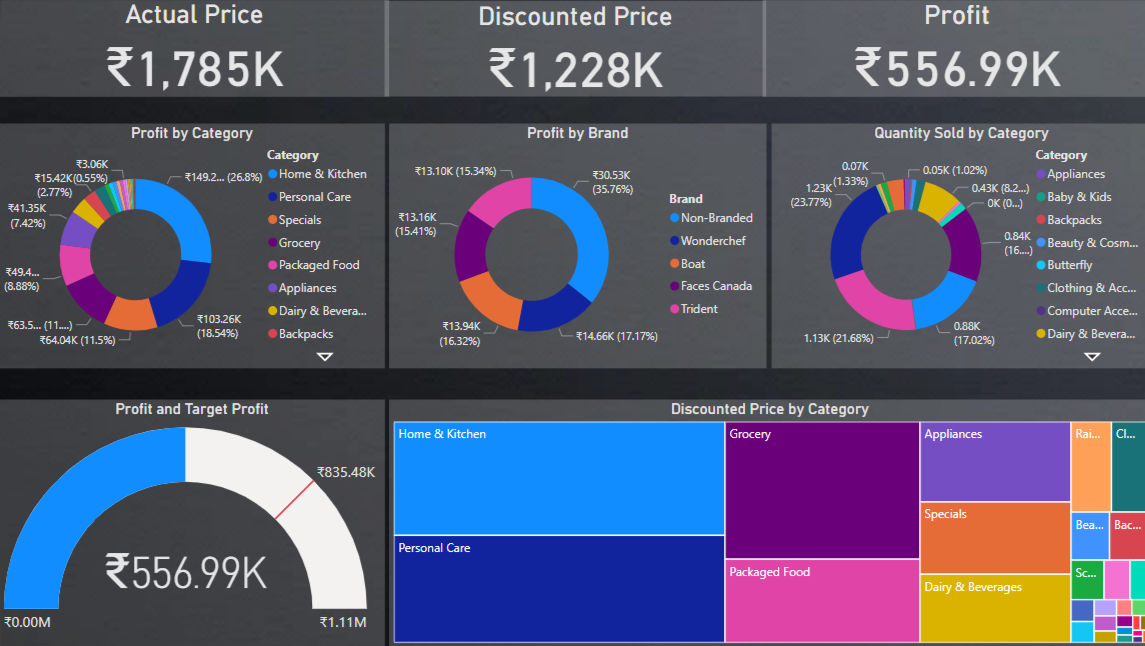 Actual Price
₹1,785K
Discounted Price
₹1,228K
Profit
₹556.99K
Profit by Category
₹3.06K
(0.55%)
₹15.42K
(2.77%)
₹41.35K
(7.42%)
₹49.4...
(8.88%)
₹63.5... (11....)
₹64.04K (11.5%)
₹103.26K
(18.54%)
₹149.2... (26.8%)
Category
Home & Kitchen
Personal Care
Specials
Grocery
Packaged Food
Appliances
Dairy & Bevera...
Backpacks
Profit by Brand
₹13.10K (15.34%)
₹13.16K
(15.41%)
₹13.94K
(16.32%)
₹14.66K (17.17%)
₹30.53K
(35.76%)
Brand
Non-Branded
Wonderchef
Boat
Faces Canada
Trident
Quantity Sold by Category
0.07K
(1.33%)
1.23K
(23.77%)
1.13K (21.68%)
0.88K
(17.02%)
0.84K
(16....)
0K (0...)
0.43K (8.2...)
0.05K (1.02%)
Category
Appliances
Baby & Kids
Backpacks
Beauty & Cosm...
Butterfly
Clothing & Acc...
Computer Acce...
Dairy & Bevera...
Profit and Target Profit
₹835.48K
₹556.99K
₹0.00M
₹1.11M
Discounted Price by Category
Home & Kitchen
Personal Care
Grocery
Packaged Food
Appliances
Specials
Dairy & Beverages
Rai...
Cl...
Bea...
Bac...
Sc...